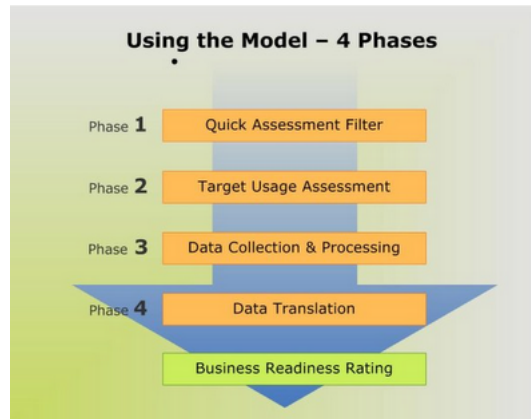 Using the Model – 4 Phases
•
Phase 1 Quick Assessment Filter
Phase 2 Target Usage Assessment
Phase 3 Data Collection & Processing
Phase 4 Data Translation
Business Readiness Rating